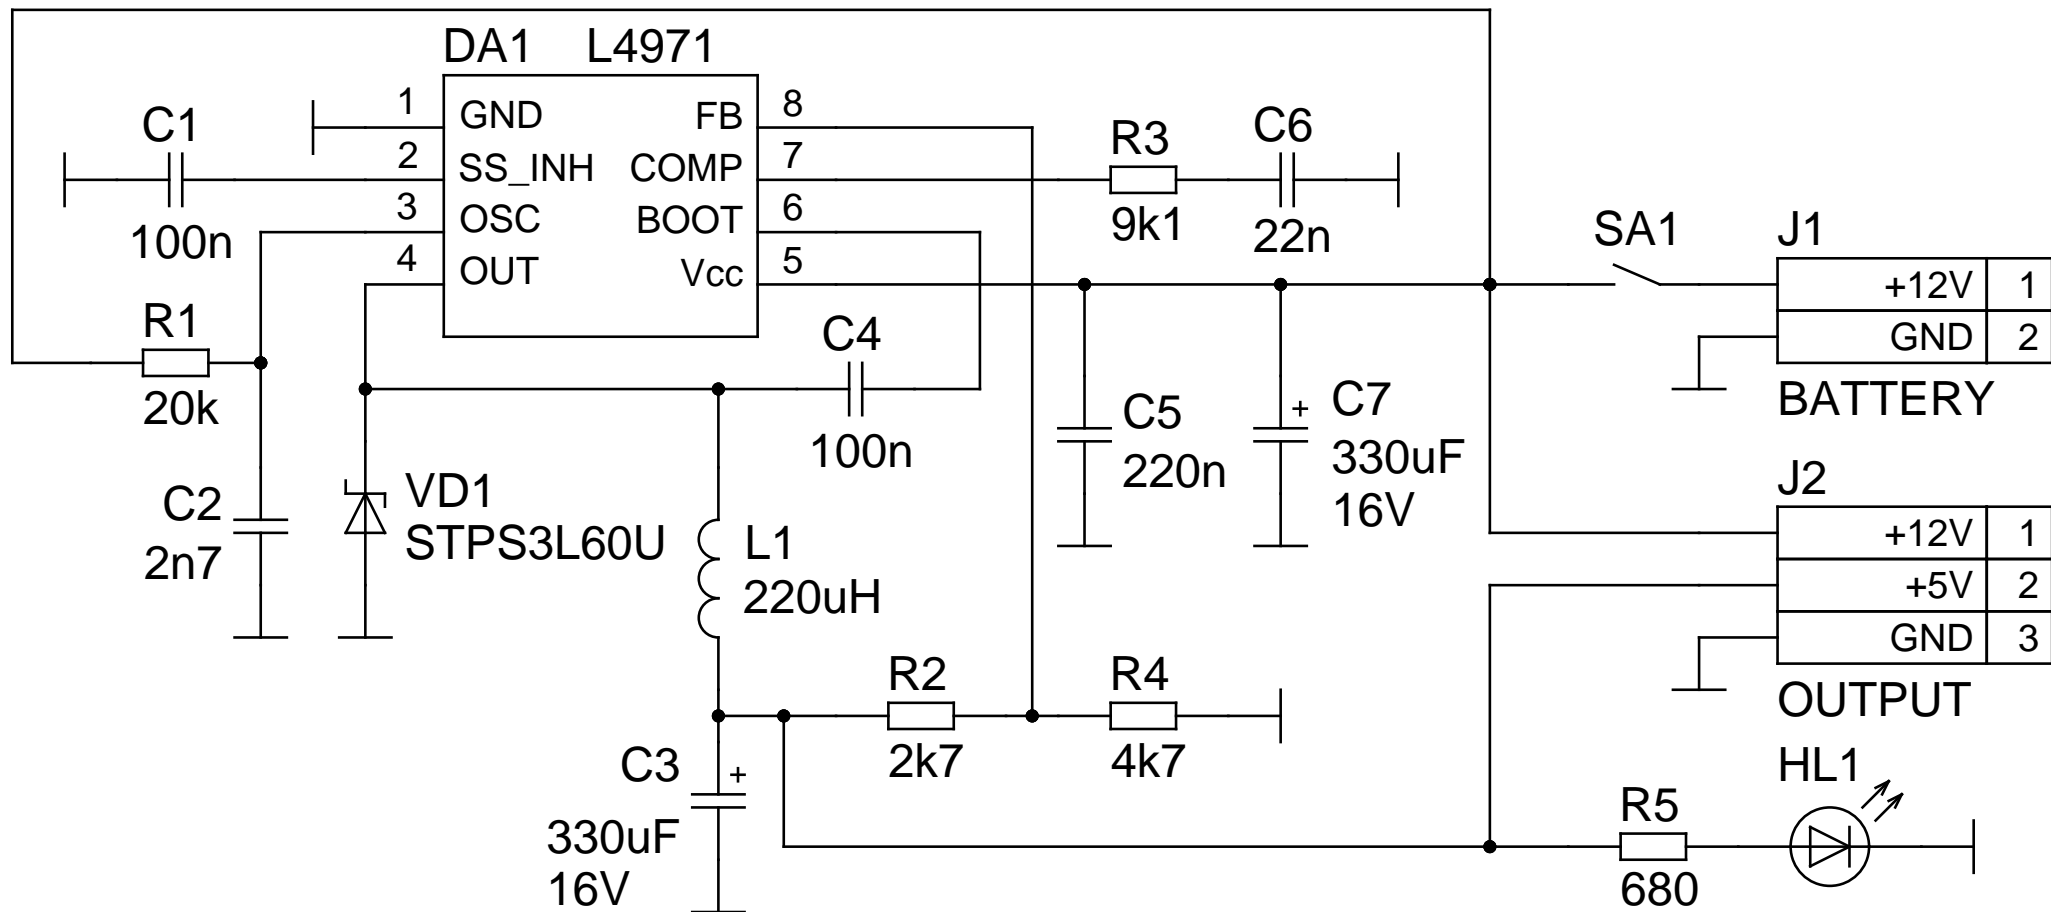 DA1 L4971
1 GND FB 8
2 SS_INH COMP 7
3 OSC BOOT 6
4 OUT Vcc 5
C1
100n
R3
9k1
C6
22n
SA1
J1
+12V 1
GND 2
BATTERY
R1
20k
C4
100n
C5
220n
+ C7
330uF
16V
C2
2n7
VD1
STPS3L60U
L1
220uH
J2
+12V 1
+5V 2
GND 3
OUTPUT
R2
2k7
R4
4k7
C3 +
330uF
16V
HL1
R5
680